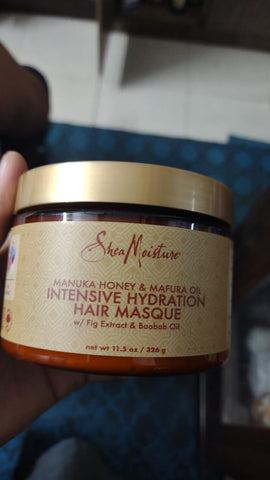 SheaMoisture
MANUKA HONEY & MAFURA OIL
INTENSIVE HYDRATION
HAIR MASQUE
w/ Fig Extract & Baobab Oil
net wt 11.5 oz / 326 g